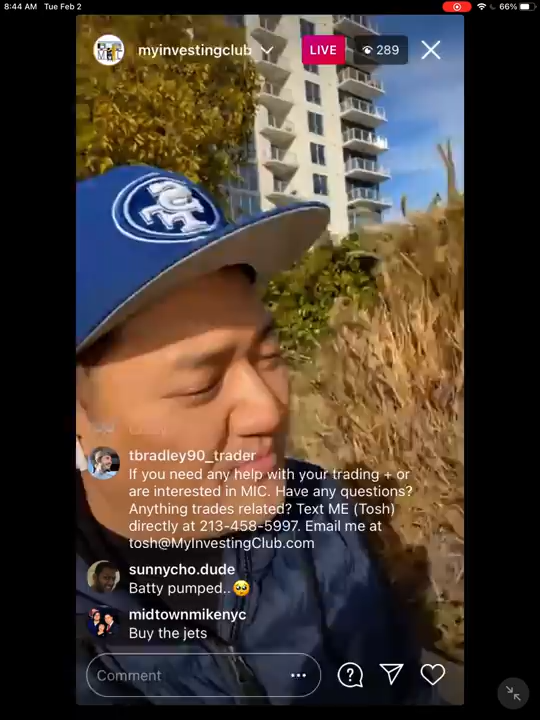 8:44 AM Tue Feb 2
66%
myinvestingclub
LIVE
289
SF
tbradley90_trader
If you need any help with your trading + or
are interested in MIC. Have any questions?
Anything trades related? Text ME (Tosh)
directly at 213-458-5997. Email me at
tosh@MyInvestingClub.com
sunnycho.dude
Batty pumped..🥺
midtownmikenyc
Buy the jets
Comment